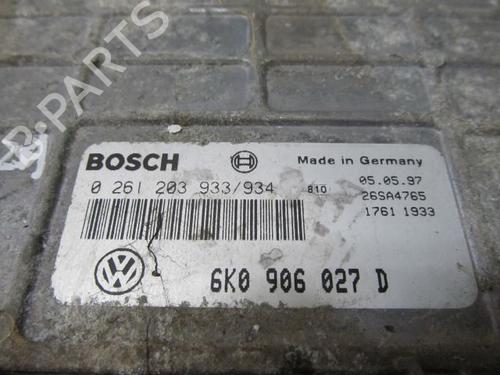 B PARTS
BOSCH
Made in Germany
0 261 203 933/934
810
05.05.97
26SA4765
1761 1933
6K0 906 027 D